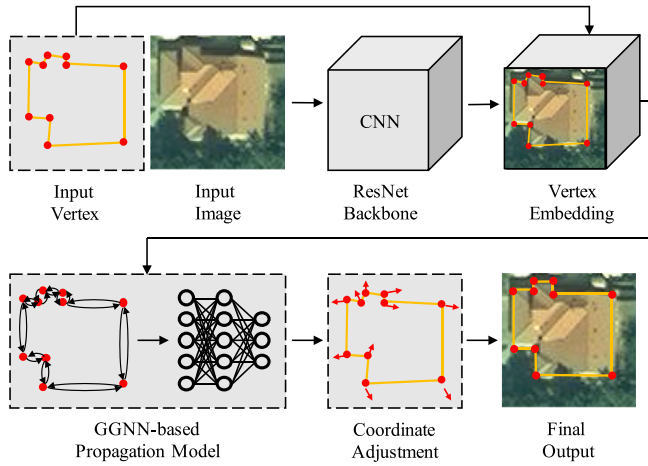 CNN
Input
Vertex
Input
Image
ResNet
Backbone
Vertex
Embedding
GGNN-based
Propagation Model
Coordinate
Adjustment
Final
Output